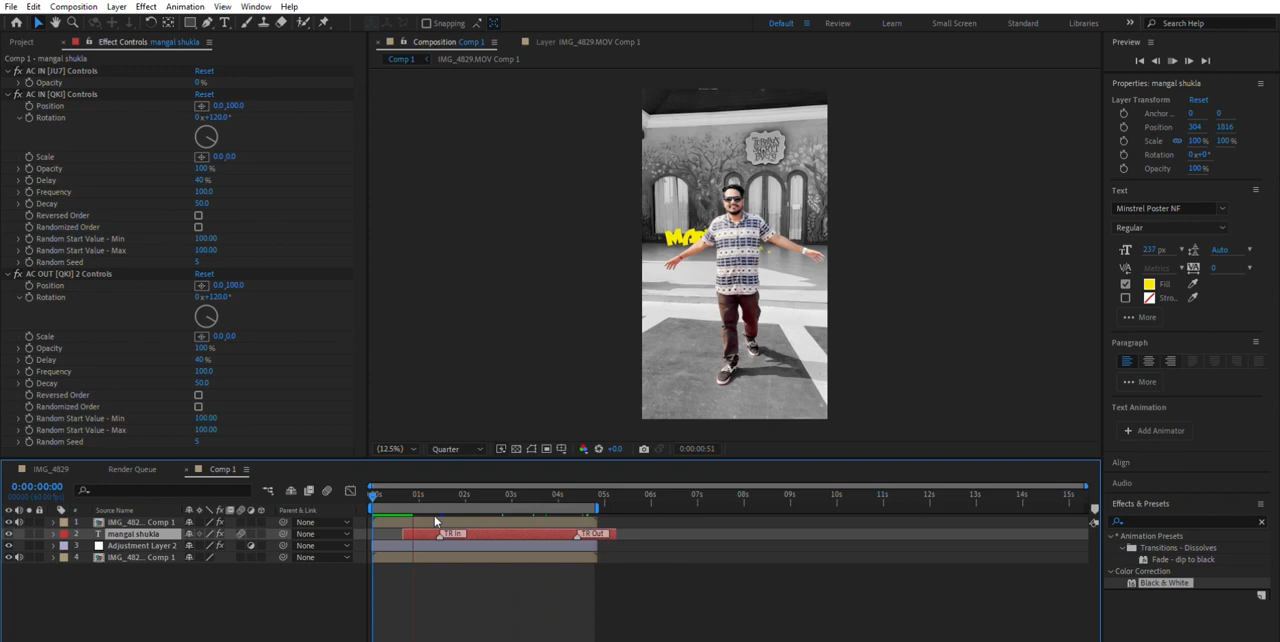 File Edit Composition Layer Effect Animation View Window Help
Snapping
Default Review Learn Small Screen Standard Libraries Search Help
Project Effect Controls mangal shukla
Comp 1 - mangal shukla
fx AC IN [JU7] Controls Reset
Opacity 0 %
fx AC IN [QKI] Controls Reset
Position 0.0,100.0
Rotation 0 x+120.0°
Scale 0.0,0.0
Opacity 100 %
Delay 40 %
Frequency 100.0
Decay 50.0
Reversed Order
Randomized Order
Random Start Value - Min 100.00
Random Start Value - Max 100.00
Random Seed 5
fx AC OUT [QKI] 2 Controls Reset
Position 0.0,100.0
Rotation 0 x+120.0°
Scale 0.0,0.0
Opacity 100 %
Delay 40 %
Frequency 100.0
Decay 50.0
Reversed Order
Randomized Order
Random Start Value - Min 100.00
Random Start Value - Max 100.00
Random Seed 5
Composition Comp 1 Layer IMG_4829.MOV Comp 1
Comp 1 IMG_4829.MOV Comp 1
(12.5%) Quarter +0.0 0:00:00:51
Preview
Properties: mangal shukla
Layer Transform Reset
Anchor ... 0 0
Position 304 1816
Scale 100 % 100 %
Rotation 0 x+0°
Opacity 100 %
Text
Minstrel Poster NF
Regular
237 px Auto
Metrics 0
Fill
Stro...
••• More
Paragraph
••• More
Text Animation
Add Animator
Align
Audio
Effects & Presets
* Animation Presets
Transitions - Dissolves
Fade - dip to black
Color Correction
Black & White
IMG_4829 Render Queue Comp 1
0:00:00:00
# Source Name Parent & Link
1 IMG_482... Comp 1 None
2 T mangal shukla None
3 Adjustment Layer 2 None
4 IMG_482... Comp 1 None
01s 02s 03s 04s 05s 06s 07s 08s 09s 10s 11s 12s 13s 14s 15s
TR In TR Out